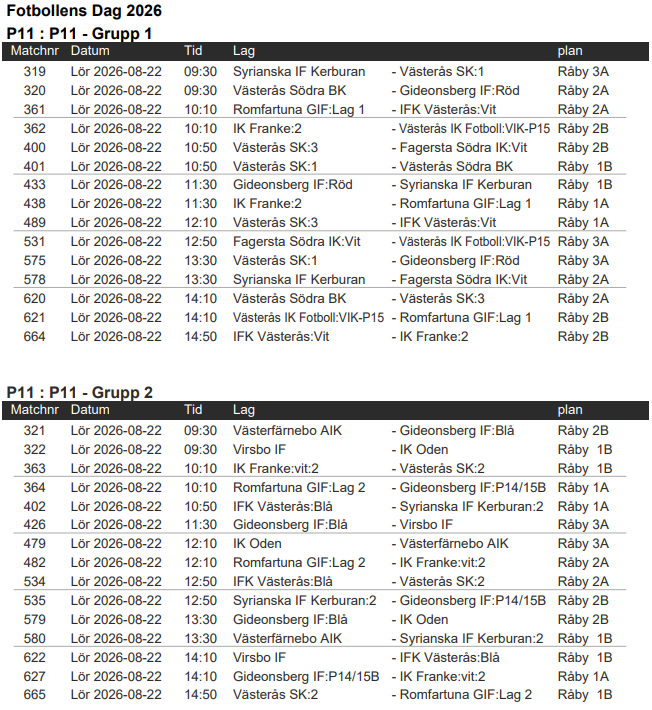 Fotbollens Dag 2026
P11 : P11 - Grupp 1
Matchnr Datum Tid Lag plan
319 Lör 2026-08-22 09:30 Syrianska IF Kerburan - Västerås SK:1 Råby 3A
320 Lör 2026-08-22 09:30 Västerås Södra BK - Gideonsberg IF:Röd Råby 2A
361 Lör 2026-08-22 10:10 Romfartuna GIF:Lag 1 - IFK Västerås:Vit Råby 2A
362 Lör 2026-08-22 10:10 IK Franke:2 - Västerås IK Fotboll:VIK-P15 Råby 2B
400 Lör 2026-08-22 10:50 Västerås SK:3 - Fagersta Södra IK:Vit Råby 2B
401 Lör 2026-08-22 10:50 Västerås SK:1 - Västerås Södra BK Råby 1B
433 Lör 2026-08-22 11:30 Gideonsberg IF:Röd - Syrianska IF Kerburan Råby 1B
438 Lör 2026-08-22 11:30 IK Franke:2 - Romfartuna GIF:Lag 1 Råby 1A
489 Lör 2026-08-22 12:10 Västerås SK:3 - IFK Västerås:Vit Råby 1A
531 Lör 2026-08-22 12:50 Fagersta Södra IK:Vit - Västerås IK Fotboll:VIK-P15 Råby 3A
575 Lör 2026-08-22 13:30 Västerås SK:1 - Gideonsberg IF:Röd Råby 3A
578 Lör 2026-08-22 13:30 Syrianska IF Kerburan - Fagersta Södra IK:Vit Råby 2A
620 Lör 2026-08-22 14:10 Västerås Södra BK - Västerås SK:3 Råby 2A
621 Lör 2026-08-22 14:10 Västerås IK Fotboll:VIK-P15 - Romfartuna GIF:Lag 1 Råby 2B
664 Lör 2026-08-22 14:50 IFK Västerås:Vit - IK Franke:2 Råby 2B
P11 : P11 - Grupp 2
Matchnr Datum Tid Lag plan
321 Lör 2026-08-22 09:30 Västerfärnebo AIK - Gideonsberg IF:Blå Råby 2B
322 Lör 2026-08-22 09:30 Virsbo IF - IK Oden Råby 1B
363 Lör 2026-08-22 10:10 IK Franke:vit:2 - Västerås SK:2 Råby 1B
364 Lör 2026-08-22 10:10 Romfartuna GIF:Lag 2 - Gideonsberg IF:P14/15B Råby 1A
402 Lör 2026-08-22 10:50 IFK Västerås:Blå - Syrianska IF Kerburan:2 Råby 1A
426 Lör 2026-08-22 11:30 Gideonsberg IF:Blå - Virsbo IF Råby 3A
479 Lör 2026-08-22 12:10 IK Oden - Västerfärnebo AIK Råby 3A
482 Lör 2026-08-22 12:10 Romfartuna GIF:Lag 2 - IK Franke:vit:2 Råby 2A
534 Lör 2026-08-22 12:50 IFK Västerås:Blå - Västerås SK:2 Råby 2A
535 Lör 2026-08-22 12:50 Syrianska IF Kerburan:2 - Gideonsberg IF:P14/15B Råby 2B
579 Lör 2026-08-22 13:30 Gideonsberg IF:Blå - IK Oden Råby 2B
580 Lör 2026-08-22 13:30 Västerfärnebo AIK - Syrianska IF Kerburan:2 Råby 1B
622 Lör 2026-08-22 14:10 Virsbo IF - IFK Västerås:Blå Råby 1B
627 Lör 2026-08-22 14:10 Gideonsberg IF:P14/15B - IK Franke:vit:2 Råby 1A
665 Lör 2026-08-22 14:50 Västerås SK:2 - Romfartuna GIF:Lag 2 Råby 1B